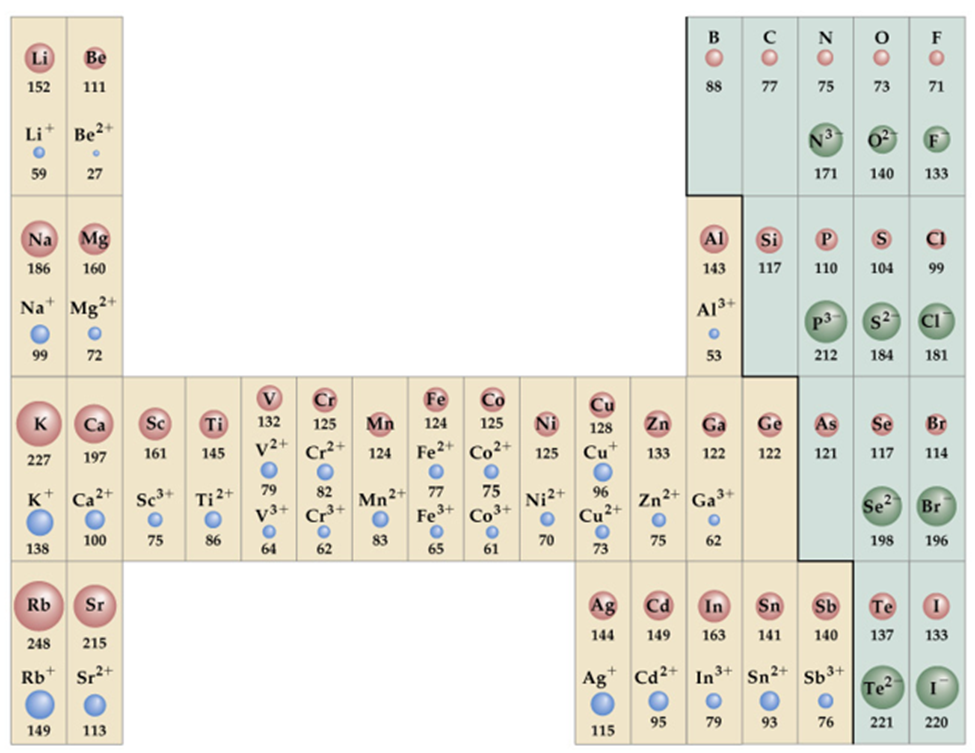 B C N O F
Li Be
152 111 88 77 75 73 71
Li⁺ Be²⁺ N³⁻ O²⁻ F⁻
59 27 171 140 133
Na Mg Al Si P S Cl
186 160 143 117 110 104 99
Na⁺ Mg²⁺ Al³⁺ P³⁻ S²⁻ Cl⁻
99 72 53 212 184 181
K Ca Sc Ti V Cr Mn Fe Co Ni Cu Zn Ga Ge As Se Br
227 197 161 145 132 125 124 124 125 125 128 133 122 122 121 117 114
V²⁺ Cr²⁺ Fe²⁺ Co²⁺ Cu⁺
79 82 77 75 96
K⁺ Ca²⁺ Sc³⁺ Ti²⁺ V³⁺ Cr³⁺ Mn²⁺ Fe³⁺ Co³⁺ Ni²⁺ Cu²⁺ Zn²⁺ Ga³⁺ Se²⁻ Br⁻
138 100 75 86 64 62 83 65 61 70 73 75 62 198 196
Rb Sr Ag Cd In Sn Sb Te I
248 215 144 149 163 141 140 137 133
Rb⁺ Sr²⁺ Ag⁺ Cd²⁺ In³⁺ Sn²⁺ Sb³⁺ Te²⁻ I⁻
149 113 115 95 79 93 76 221 220